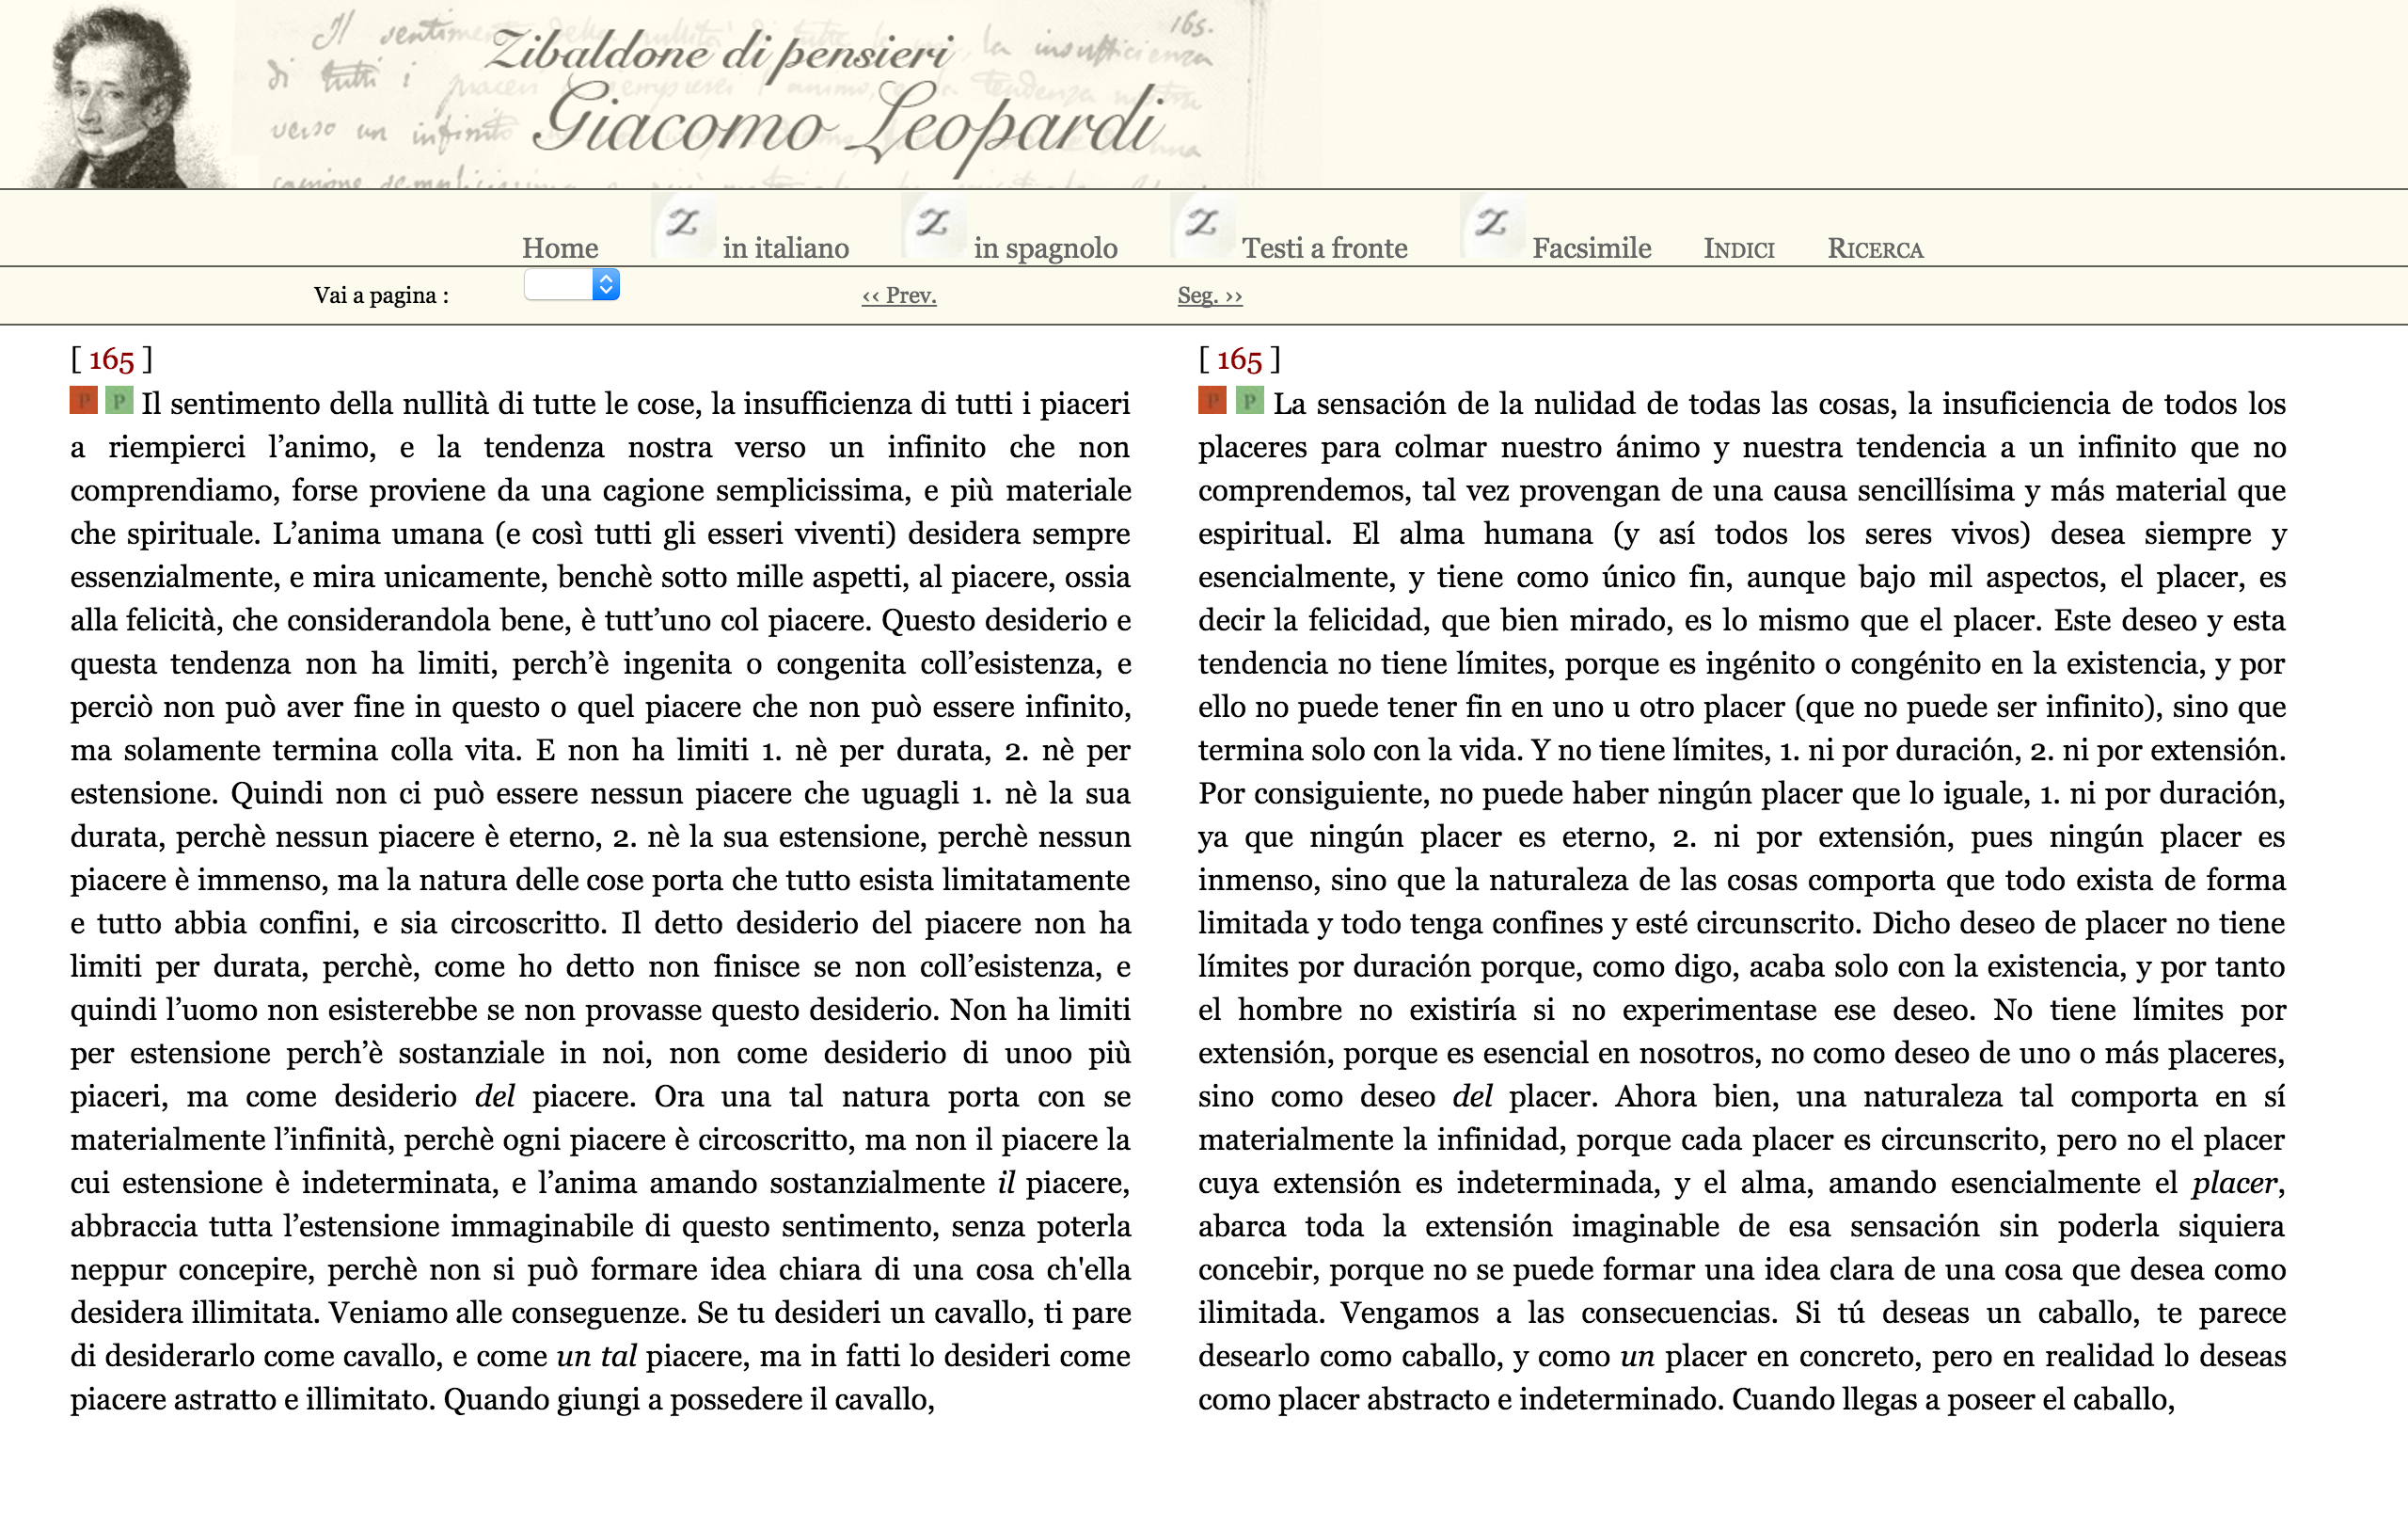 Il sentimento della nullità di tutte le cose, la insufficienza 165.
di tutti i piaceri a riempierci l'animo, e la tendenza nostra
verso un infinito
Zibaldone di pensieri
Giacomo Leopardi
Home Z in italiano Z in spagnolo Z Testi a fronte Z Facsimile INDICI RICERCA
Vai a pagina : ‹‹ Prev. Seg. ››
[ 165 ]
P P Il sentimento della nullità di tutte le cose, la insufficienza di tutti i piaceri
a riempierci l’animo, e la tendenza nostra verso un infinito che non
comprendiamo, forse proviene da una cagione semplicissima, e più materiale
che spirituale. L’anima umana (e così tutti gli esseri viventi) desidera sempre
essenzialmente, e mira unicamente, benchè sotto mille aspetti, al piacere, ossia
alla felicità, che considerandola bene, è tutt’uno col piacere. Questo desiderio e
questa tendenza non ha limiti, perch’è ingenita o congenita coll’esistenza, e
perciò non può aver fine in questo o quel piacere che non può essere infinito,
ma solamente termina colla vita. E non ha limiti 1. nè per durata, 2. nè per
estensione. Quindi non ci può essere nessun piacere che uguagli 1. nè la sua
durata, perchè nessun piacere è eterno, 2. nè la sua estensione, perchè nessun
piacere è immenso, ma la natura delle cose porta che tutto esista limitatamente
e tutto abbia confini, e sia circoscritto. Il detto desiderio del piacere non ha
limiti per durata, perchè, come ho detto non finisce se non coll’esistenza, e
quindi l’uomo non esisterebbe se non provasse questo desiderio. Non ha limiti
per estensione perch’è sostanziale in noi, non come desiderio di unoo più
piaceri, ma come desiderio del piacere. Ora una tal natura porta con se
materialmente l’infinità, perchè ogni piacere è circoscritto, ma non il piacere la
cui estensione è indeterminata, e l’anima amando sostanzialmente il piacere,
abbraccia tutta l’estensione immaginabile di questo sentimento, senza poterla
neppur concepire, perchè non si può formare idea chiara di una cosa ch'ella
desidera illimitata. Veniamo alle conseguenze. Se tu desideri un cavallo, ti pare
di desiderarlo come cavallo, e come un tal piacere, ma in fatti lo desideri come
piacere astratto e illimitato. Quando giungi a possedere il cavallo,
[ 165 ]
P P La sensación de la nulidad de todas las cosas, la insuficiencia de todos los
placeres para colmar nuestro ánimo y nuestra tendencia a un infinito que no
comprendemos, tal vez provengan de una causa sencillísima y más material que
espiritual. El alma humana (y así todos los seres vivos) desea siempre y
esencialmente, y tiene como único fin, aunque bajo mil aspectos, el placer, es
decir la felicidad, que bien mirado, es lo mismo que el placer. Este deseo y esta
tendencia no tiene límites, porque es ingénito o congénito en la existencia, y por
ello no puede tener fin en uno u otro placer (que no puede ser infinito), sino que
termina solo con la vida. Y no tiene límites, 1. ni por duración, 2. ni por extensión.
Por consiguiente, no puede haber ningún placer que lo iguale, 1. ni por duración,
ya que ningún placer es eterno, 2. ni por extensión, pues ningún placer es
inmenso, sino que la naturaleza de las cosas comporta que todo exista de forma
limitada y todo tenga confines y esté circunscrito. Dicho deseo de placer no tiene
límites por duración porque, como digo, acaba solo con la existencia, y por tanto
el hombre no existiría si no experimentase ese deseo. No tiene límites por
extensión, porque es esencial en nosotros, no como deseo de uno o más placeres,
sino como deseo del placer. Ahora bien, una naturaleza tal comporta en sí
materialmente la infinidad, porque cada placer es circunscrito, pero no el placer
cuya extensión es indeterminada, y el alma, amando esencialmente el placer,
abarca toda la extensión imaginable de esa sensación sin poderla siquiera
concebir, porque no se puede formar una idea clara de una cosa que desea como
ilimitada. Vengamos a las consecuencias. Si tú deseas un caballo, te parece
desearlo como caballo, y como un placer en concreto, pero en realidad lo deseas
como placer abstracto e indeterminado. Cuando llegas a poseer el caballo,